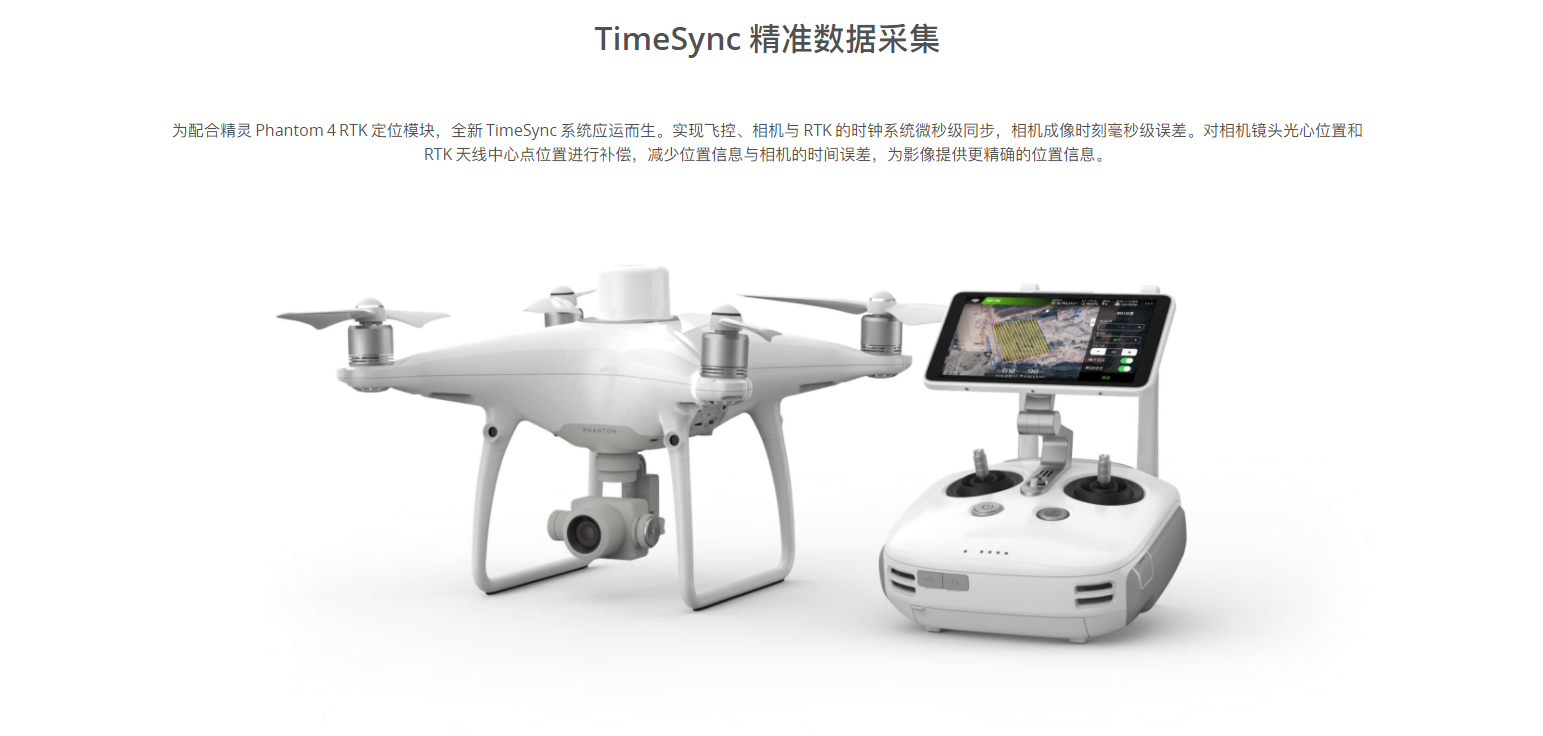 TimeSync 精准数据采集
为配合精灵 Phantom 4 RTK 定位模块，全新 TimeSync 系统应运而生。实现飞控、相机与 RTK 的时钟系统微秒级同步，相机成像时刻毫秒级误差。对相机镜头光心位置和
RTK 天线中心点位置进行补偿，减少位置信息与相机的时间误差，为影像提供更精确的位置信息。
PHANTOM